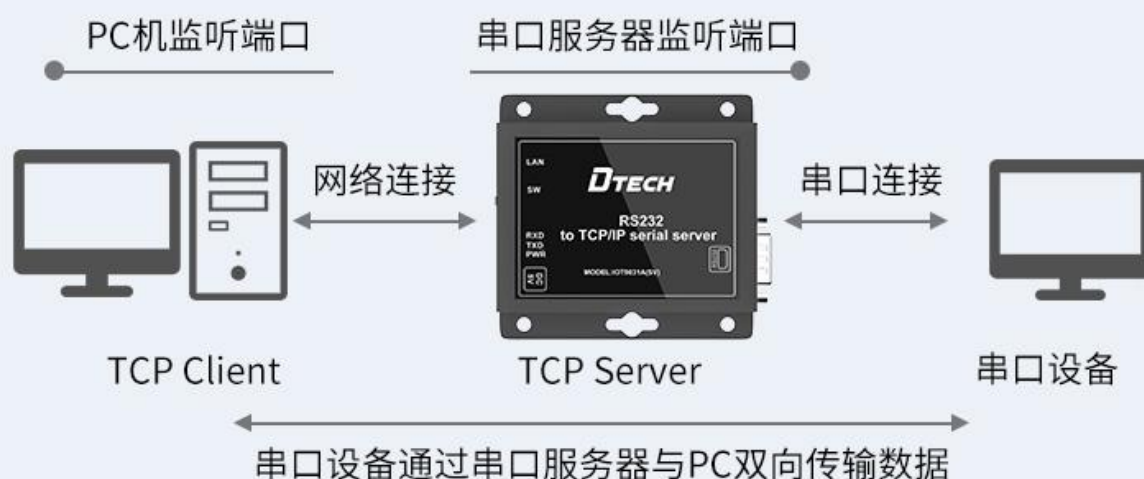 PC机监听端口
串口服务器监听端口
网络连接
串口连接
LAN
SW
RXD
TXD
PWR
DTECH
RS232
to TCP/IP serial server
MODEL:IOT9031A(5V)
TCP Client
TCP Server
串口设备
串口设备通过串口服务器与PC双向传输数据